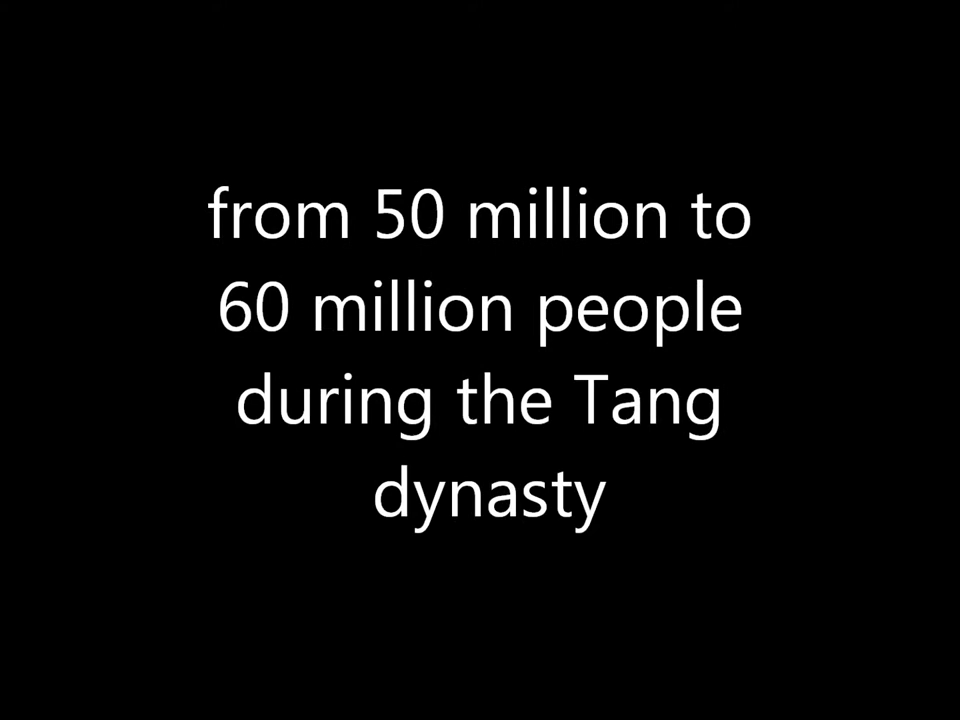 from 50 million to
60 million people
during the Tang
dynasty